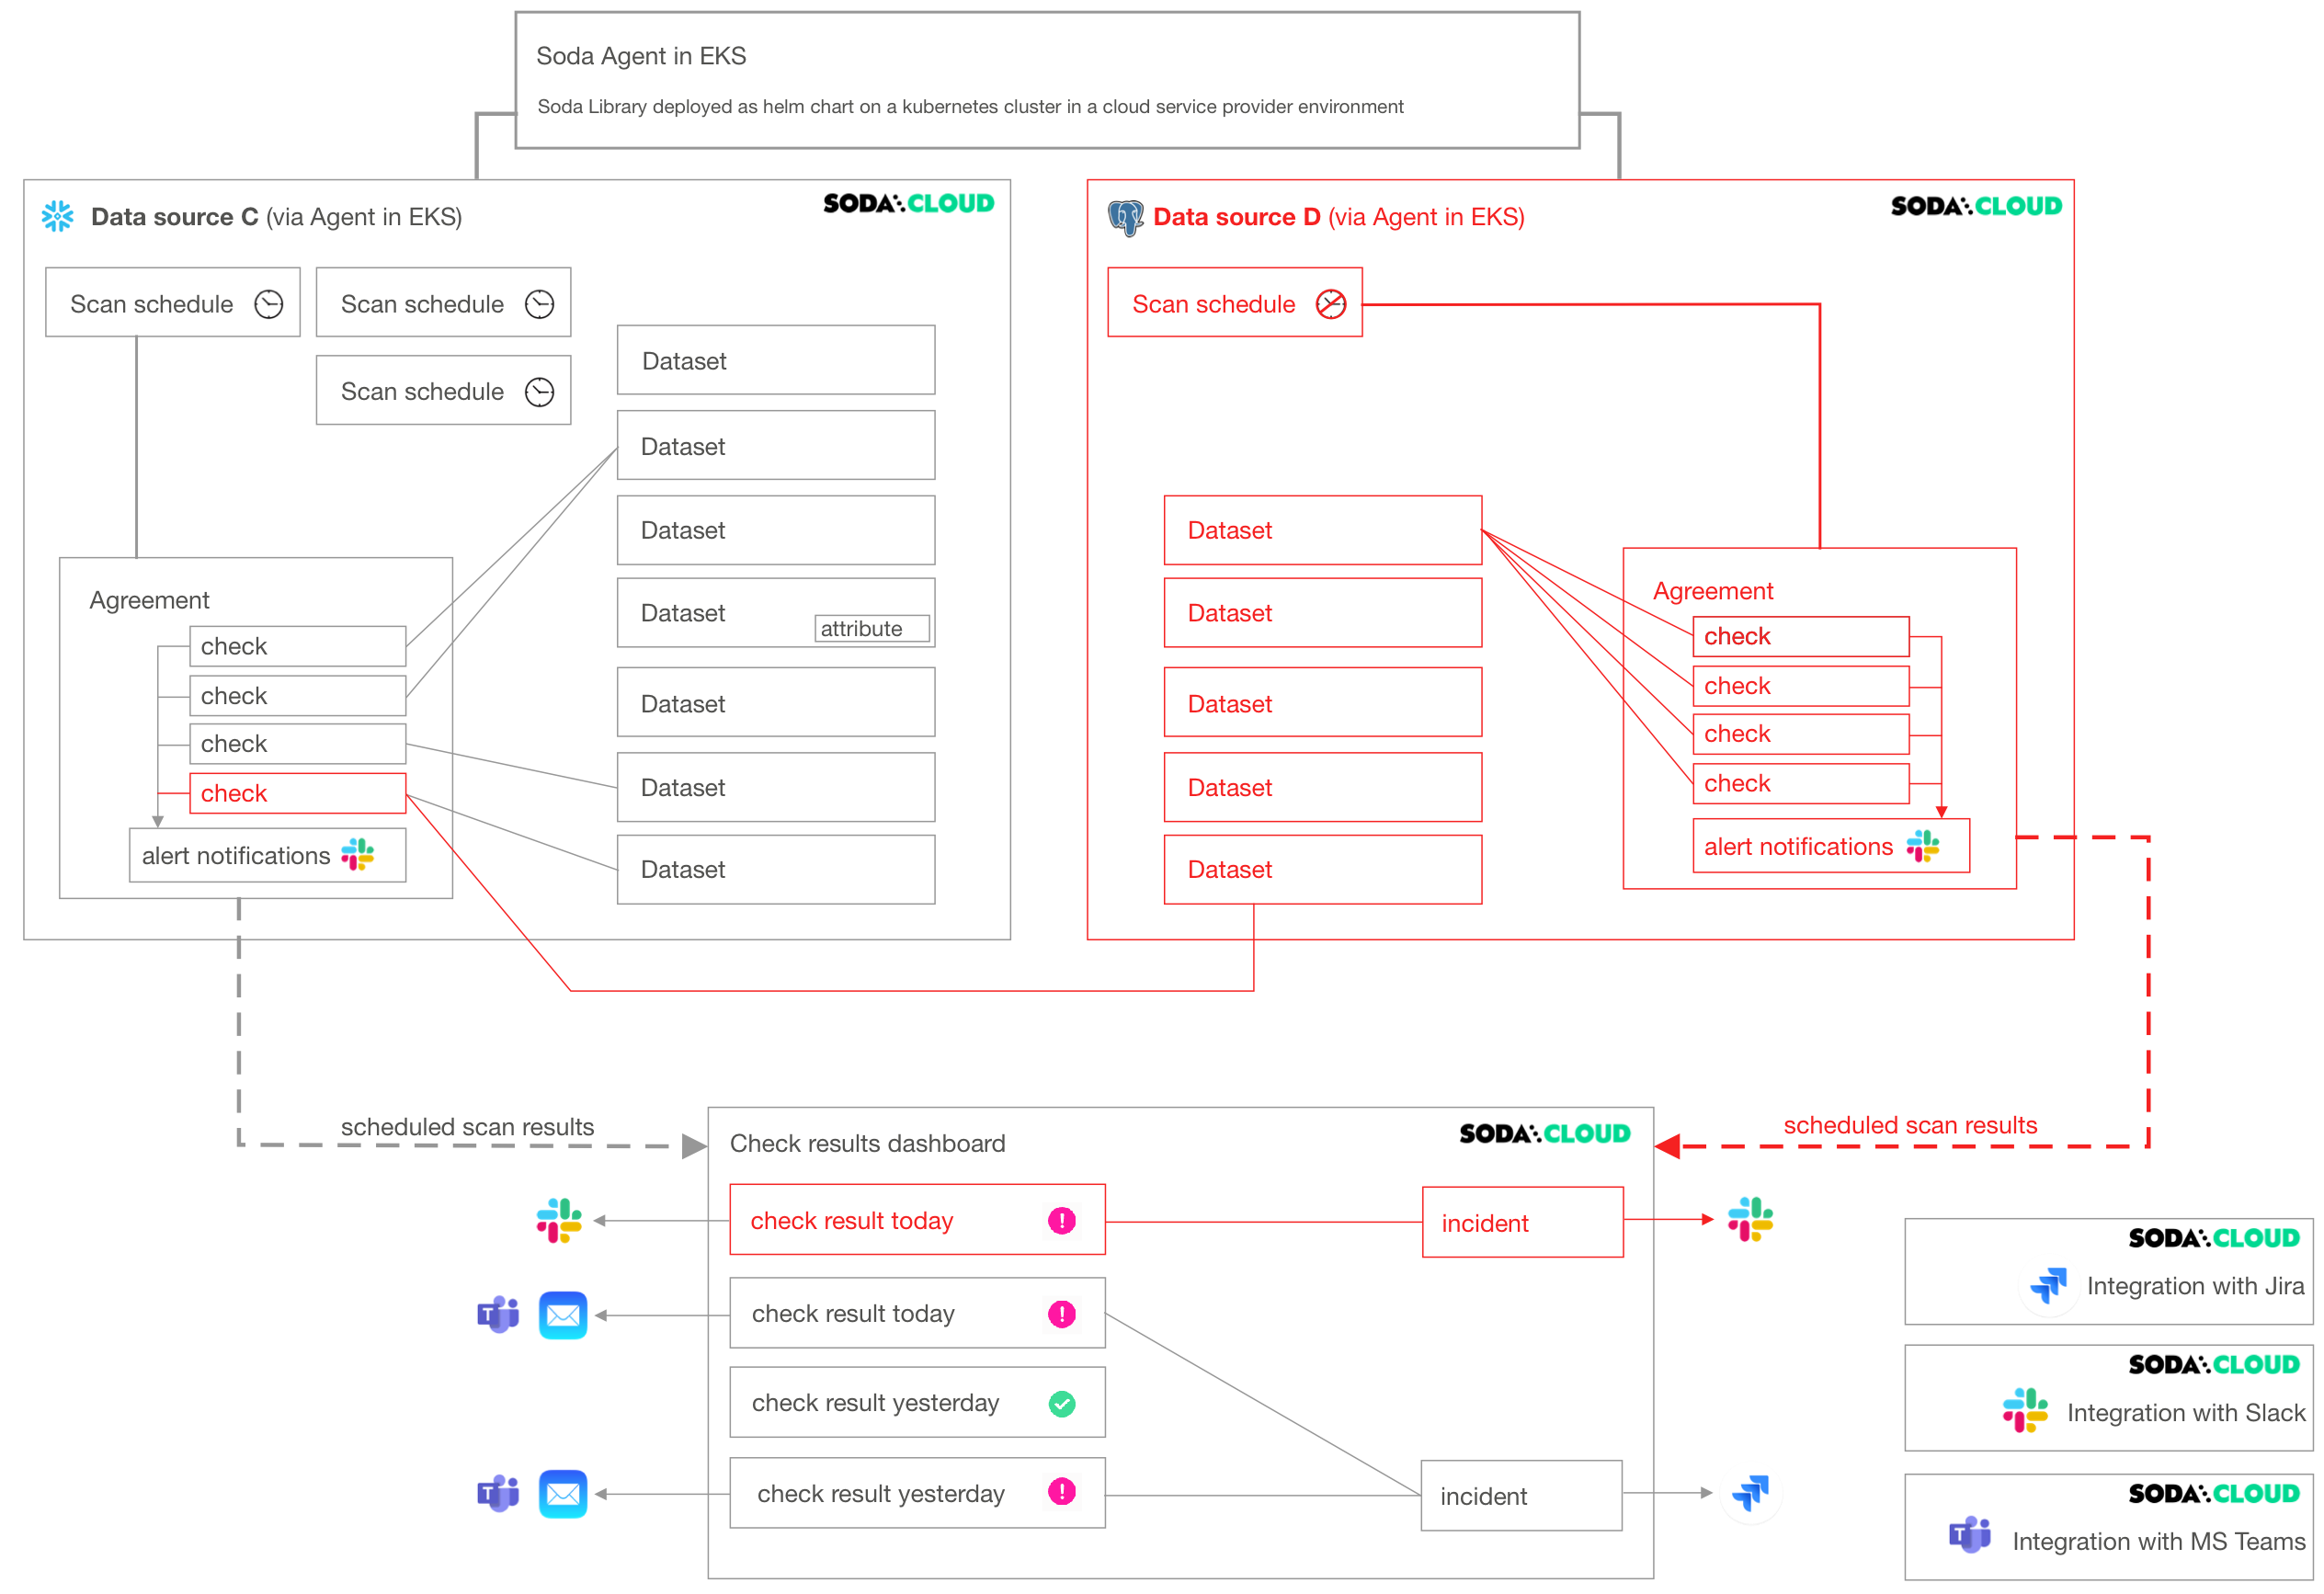 Soda Agent in EKS
Soda Library deployed as helm chart on a kubernetes cluster in a cloud service provider environment
Data source C (via Agent in EKS)
SODA CLOUD
Scan schedule
Scan schedule
Scan schedule
Dataset
Dataset
Dataset
Dataset
attribute
Dataset
Dataset
Dataset
Agreement
check
check
check
check
alert notifications
Data source D (via Agent in EKS)
SODA CLOUD
Scan schedule
Dataset
Dataset
Dataset
Dataset
Dataset
Agreement
check
check
check
check
alert notifications
scheduled scan results
scheduled scan results
Check results dashboard
SODA CLOUD
check result today
incident
check result today
check result yesterday
check result yesterday
incident
SODA CLOUD
Integration with Jira
SODA CLOUD
Integration with Slack
SODA CLOUD
Integration with MS Teams